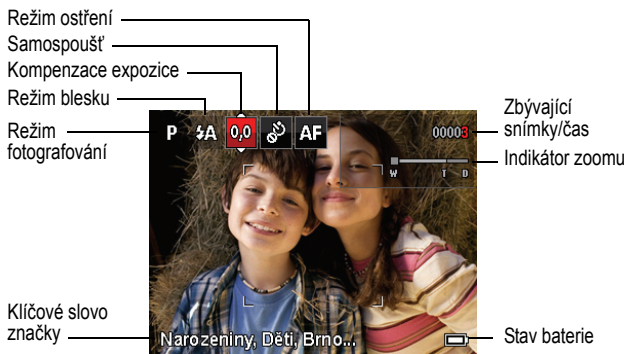 Režim ostření
Samospoušť
Kompenzace expozice
Režim blesku
Režim
fotografování
P A 0,0 AF
00003
W T D
Zbývající
snímky/čas
Indikátor zoomu
Klíčové slovo
značky
Narozeniny, Děti, Brno...
Stav baterie